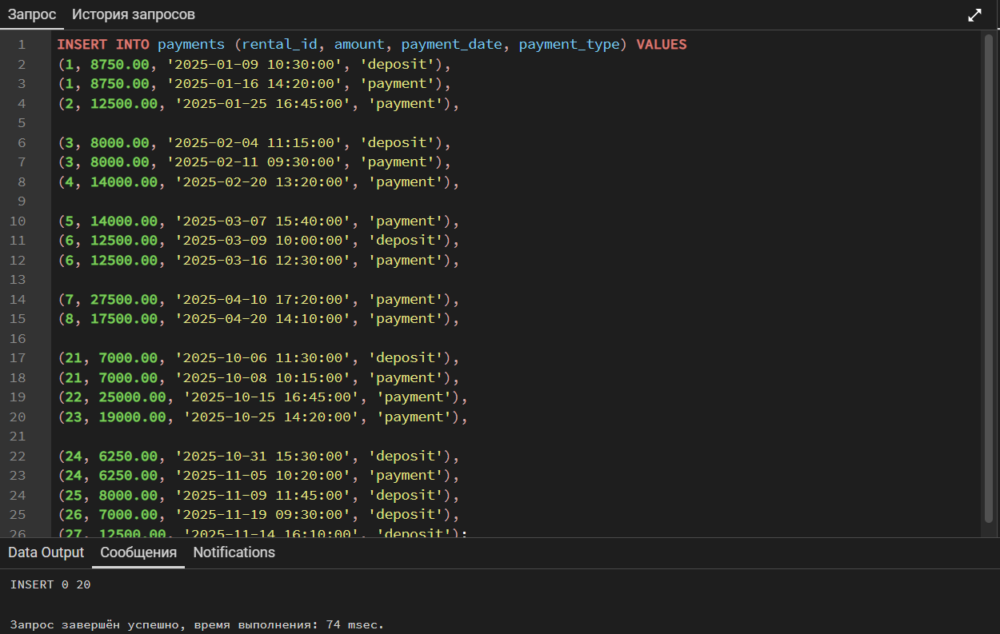 Запрос История запросов
1 INSERT INTO payments (rental_id, amount, payment_date, payment_type) VALUES
2 (1, 8750.00, '2025-01-09 10:30:00', 'deposit'),
3 (1, 8750.00, '2025-01-16 14:20:00', 'payment'),
4 (2, 12500.00, '2025-01-25 16:45:00', 'payment'),
5
6 (3, 8000.00, '2025-02-04 11:15:00', 'deposit'),
7 (3, 8000.00, '2025-02-11 09:30:00', 'payment'),
8 (4, 14000.00, '2025-02-20 13:20:00', 'payment'),
9
10 (5, 14000.00, '2025-03-07 15:40:00', 'payment'),
11 (6, 12500.00, '2025-03-09 10:00:00', 'deposit'),
12 (6, 12500.00, '2025-03-16 12:30:00', 'payment'),
13
14 (7, 27500.00, '2025-04-10 17:20:00', 'payment'),
15 (8, 17500.00, '2025-04-20 14:10:00', 'payment'),
16
17 (21, 7000.00, '2025-10-06 11:30:00', 'deposit'),
18 (21, 7000.00, '2025-10-08 10:15:00', 'payment'),
19 (22, 25000.00, '2025-10-15 16:45:00', 'payment'),
20 (23, 19000.00, '2025-10-25 14:20:00', 'payment'),
21
22 (24, 6250.00, '2025-10-31 15:30:00', 'deposit'),
23 (24, 6250.00, '2025-11-05 10:20:00', 'payment'),
24 (25, 8000.00, '2025-11-09 11:45:00', 'deposit'),
25 (26, 7000.00, '2025-11-19 09:30:00', 'deposit'),
26 (27, 12500.00, '2025-11-14 16:10:00', 'deposit');
Data Output Сообщения Notifications
INSERT 0 20
Запрос завершён успешно, время выполнения: 74 msec.